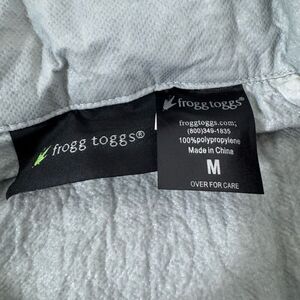 frogg toggs®
frogg toggs®
froggtoggs.com;
(800)349-1835
100%polypropylene
Made in China
M
OVER FOR CARE